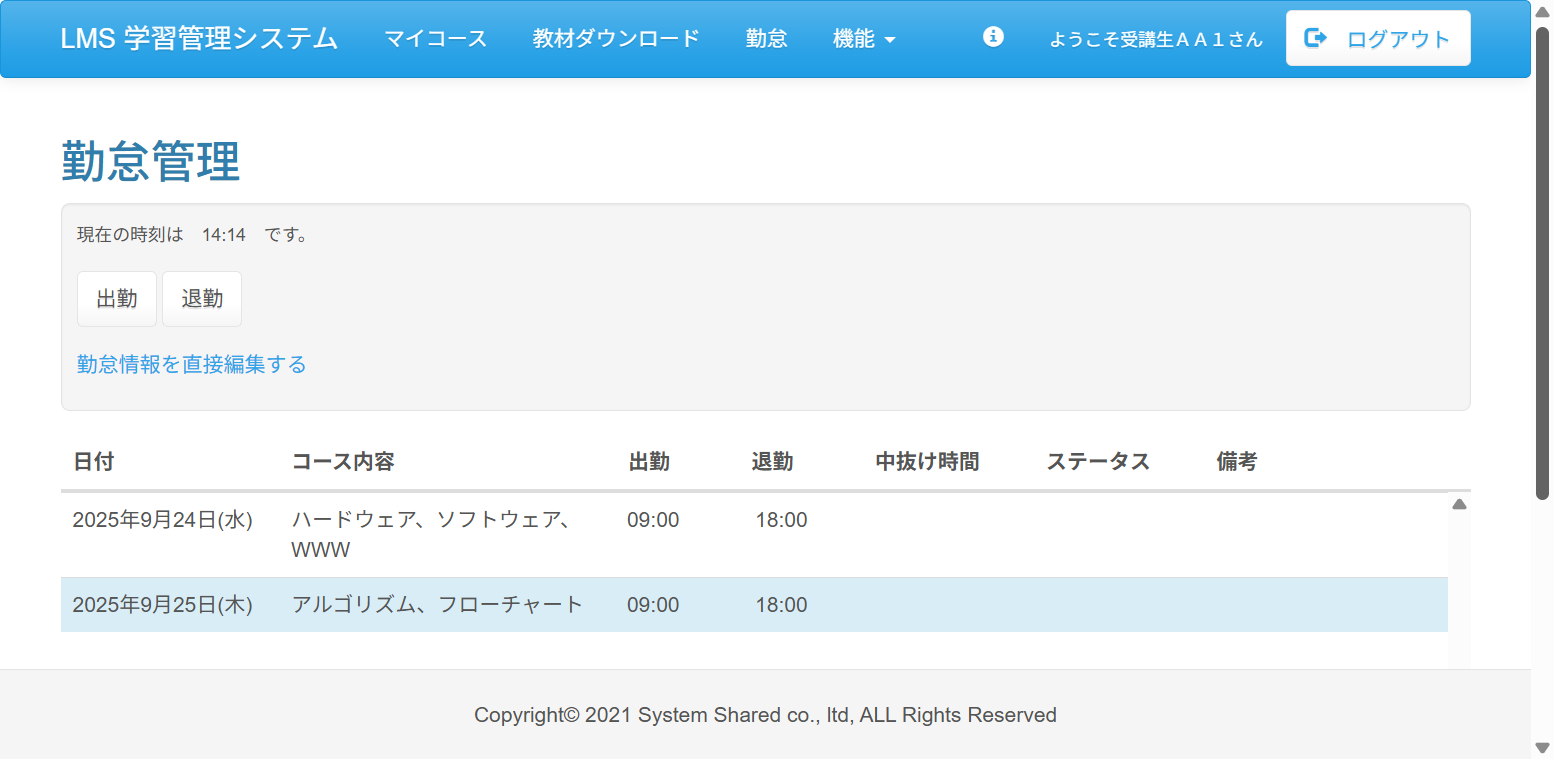 LMS 学習管理システム マイコース 教材ダウンロード 勤怠 機能 ようこそ受講生ＡＡ１さん ログアウト
勤怠管理
現在の時刻は　14:14　です。
出勤 退勤
勤怠情報を直接編集する
日付 コース内容 出勤 退勤 中抜け時間 ステータス 備考
2025年9月24日(水) ハードウェア、ソフトウェア、 09:00 18:00
WWW
2025年9月25日(木) アルゴリズム、フローチャート 09:00 18:00
Copyright© 2021 System Shared co., ltd, ALL Rights Reserved